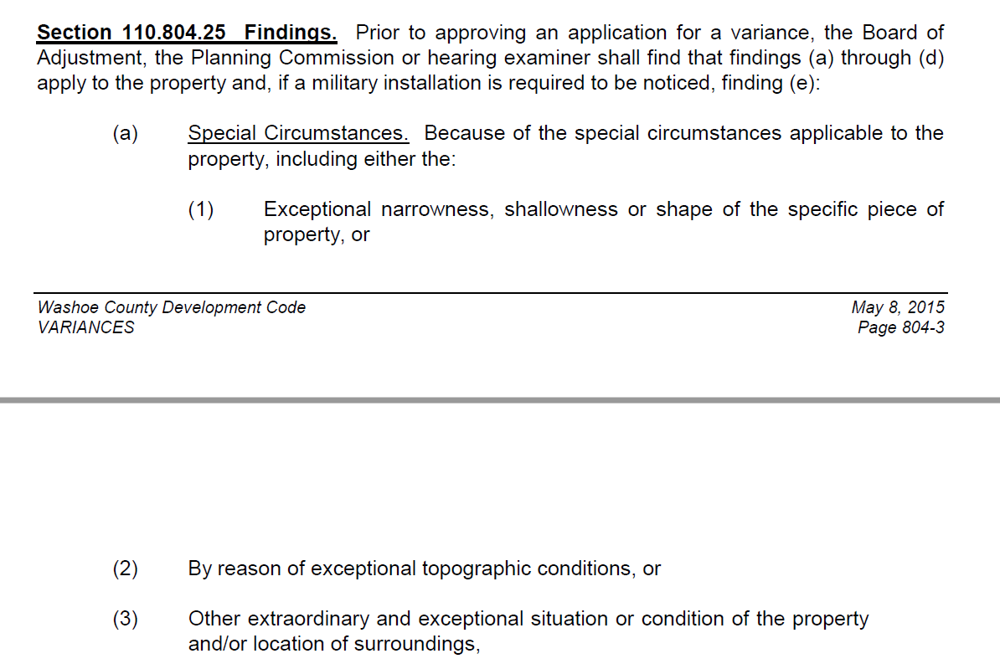 Section 110.804.25 Findings. Prior to approving an application for a variance, the Board of
Adjustment, the Planning Commission or hearing examiner shall find that findings (a) through (d)
apply to the property and, if a military installation is required to be noticed, finding (e):
(a) Special Circumstances. Because of the special circumstances applicable to the
property, including either the:
(1) Exceptional narrowness, shallowness or shape of the specific piece of
property, or
Washoe County Development Code May 8, 2015
VARIANCES Page 804-3
(2) By reason of exceptional topographic conditions, or
(3) Other extraordinary and exceptional situation or condition of the property
and/or location of surroundings,